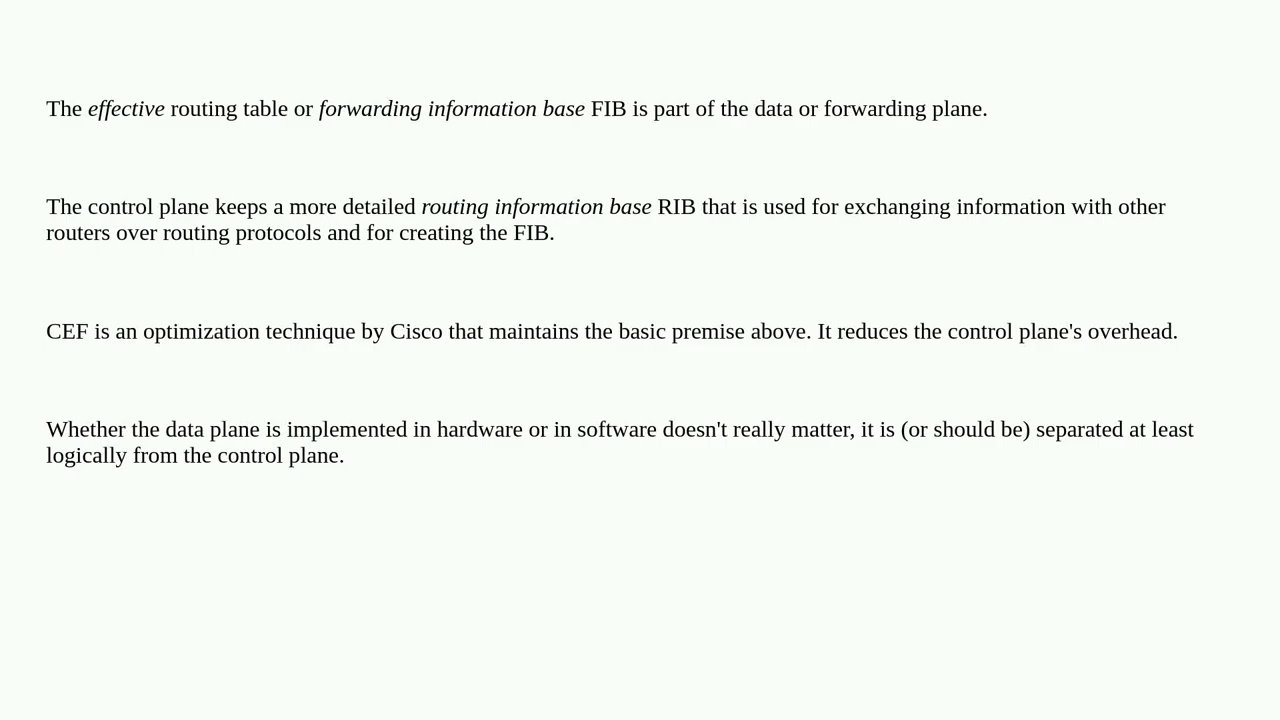 The effective routing table or forwarding information base FIB is part of the data or forwarding plane.
The control plane keeps a more detailed routing information base RIB that is used for exchanging information with other
routers over routing protocols and for creating the FIB.
CEF is an optimization technique by Cisco that maintains the basic premise above. It reduces the control plane's overhead.
Whether the data plane is implemented in hardware or in software doesn't really matter, it is (or should be) separated at least
logically from the control plane.